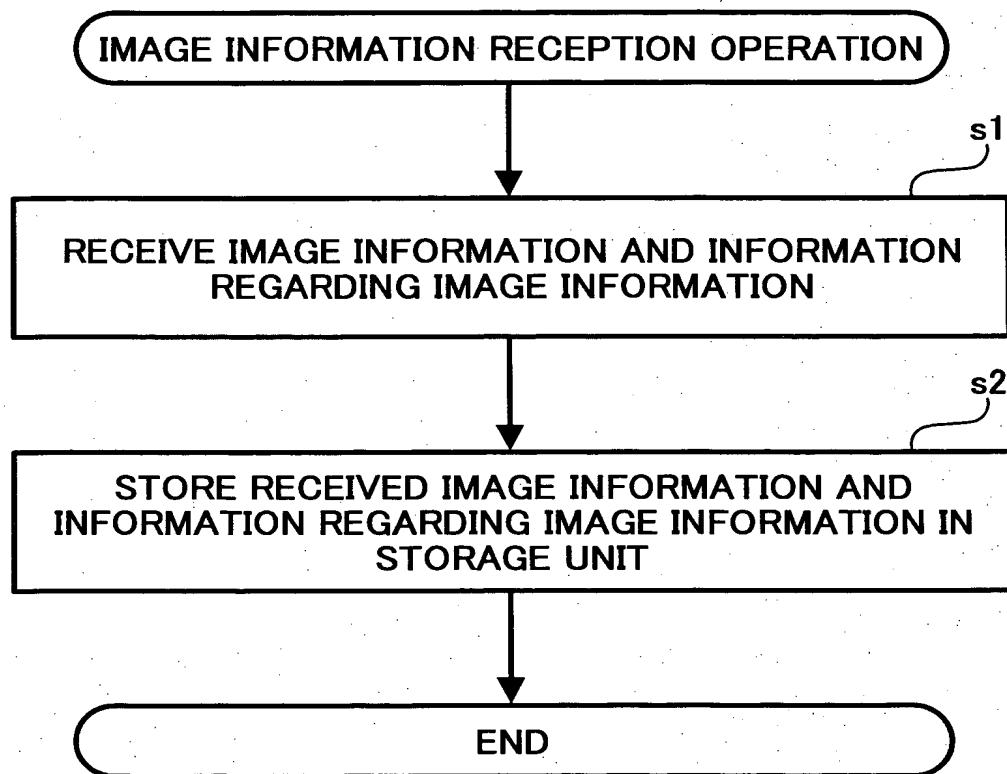 IMAGE INFORMATION RECEPTION OPERATION
s1
RECEIVE IMAGE INFORMATION AND INFORMATION
REGARDING IMAGE INFORMATION
s2
STORE RECEIVED IMAGE INFORMATION AND
INFORMATION REGARDING IMAGE INFORMATION IN
STORAGE UNIT
END